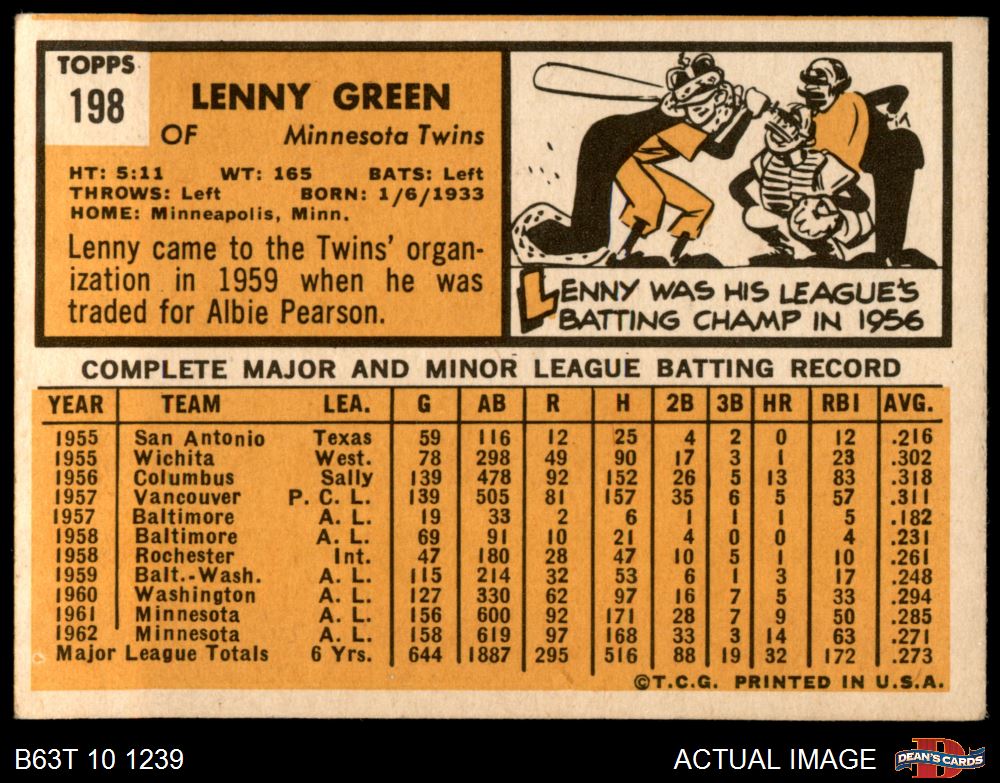 TOPPS
198
LENNY GREEN
OF Minnesota Twins
HT: 5:11 WT: 165 BATS: Left
THROWS: Left BORN: 1/6/1933
HOME: Minneapolis, Minn.
Lenny came to the Twins' organ-
ization in 1959 when he was
traded for Albie Pearson.
LENNY WAS HIS LEAGUE'S
BATTING CHAMP IN 1956
COMPLETE MAJOR AND MINOR LEAGUE BATTING RECORD
YEAR TEAM LEA. G AB R H 2B 3B HR RBI AVG.
1955 San Antonio Texas 59 116 12 25 4 2 0 12 .216
1955 Wichita West. 78 298 49 90 17 3 1 23 .302
1956 Columbus Sally 139 478 92 152 26 5 13 83 .318
1957 Vancouver P. C. L. 139 505 81 157 35 6 5 57 .311
1957 Baltimore A. L. 19 33 2 6 1 1 1 5 .182
1958 Baltimore A. L. 69 91 10 21 4 0 0 4 .231
1958 Rochester Int. 47 180 28 47 10 5 1 10 .261
1959 Balt.-Wash. A. L. 115 214 32 53 6 1 3 17 .248
1960 Washington A. L. 127 330 62 97 16 7 5 33 .294
1961 Minnesota A. L. 156 600 92 171 28 7 9 50 .285
1962 Minnesota A. L. 158 619 97 168 33 3 14 63 .271
Major League Totals 6 Yrs. 644 1887 295 516 88 19 32 172 .273
©T.C.G. PRINTED IN U.S.A.
B63T 10 1239 ACTUAL IMAGE DEAN'S CARDS